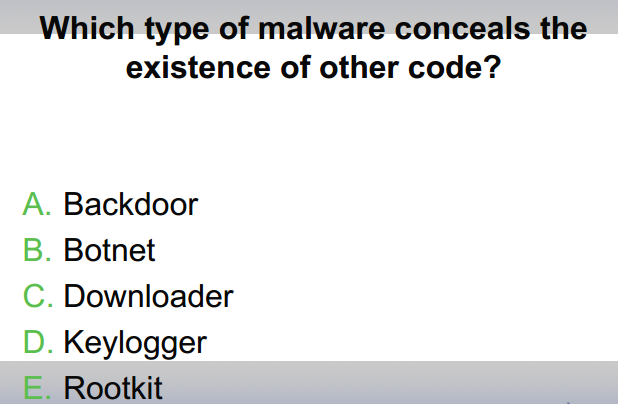 Which type of malware conceals the
existence of other code?
A. Backdoor
B. Botnet
C. Downloader
D. Keylogger
E. Rootkit